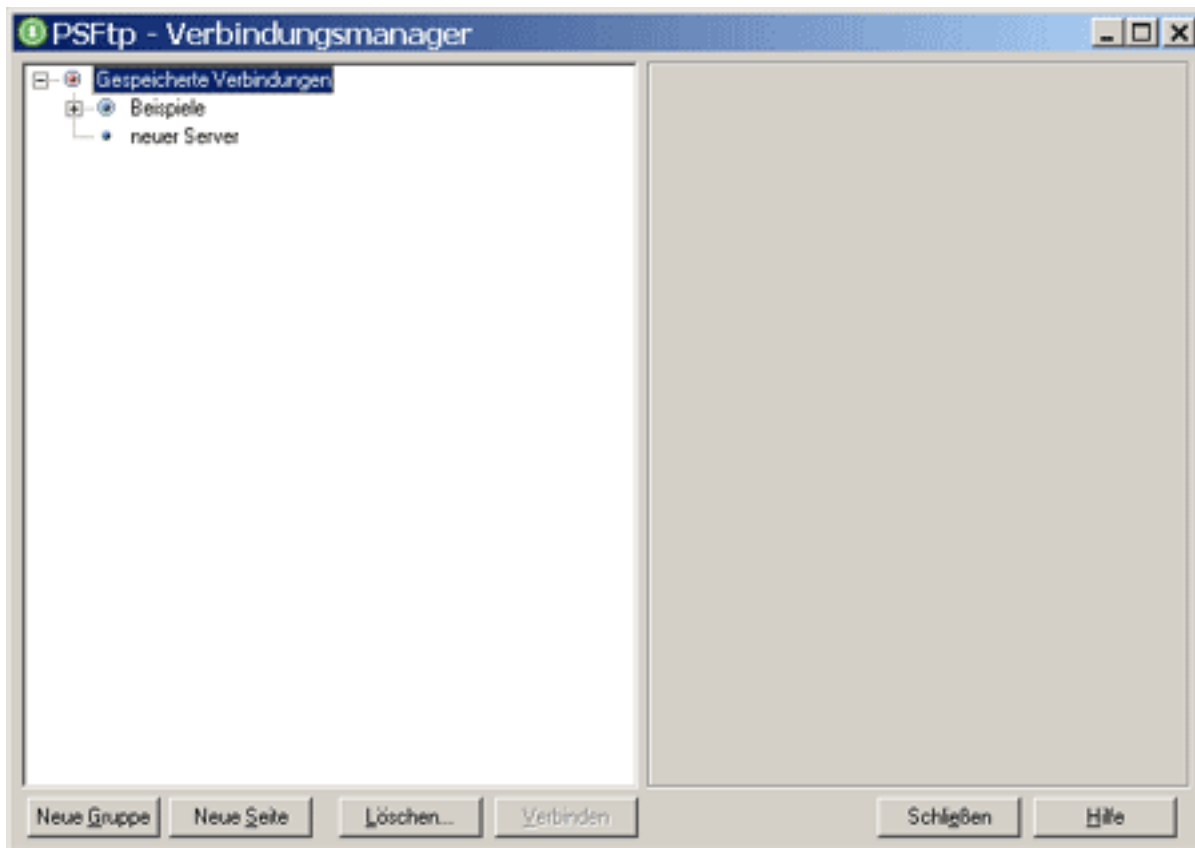 PSFtp - Verbindungsmanager
Gespeicherte Verbindungen
Beispiele
neuer Server
Neue Gruppe Neue Seite Löschen... Verbinden Schließen Hilfe